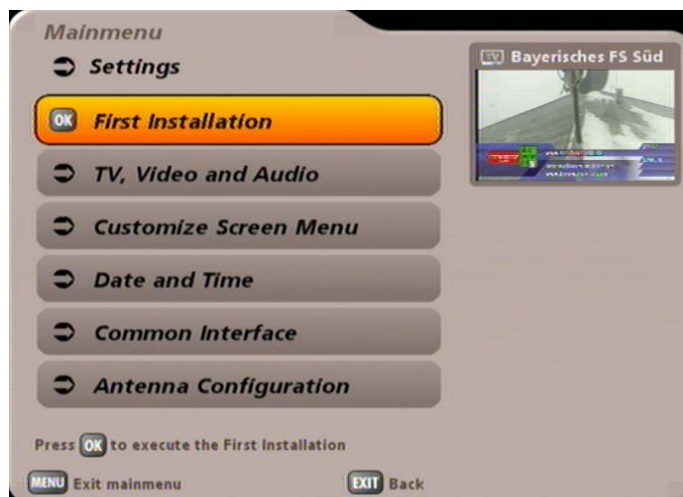 Mainmenu
Settings
TV Bayerisches FS Süd
OK First Installation
TV, Video and Audio
Customize Screen Menu
Date and Time
Common Interface
Antenna Configuration
Press OK to execute the First Installation
MENU Exit mainmenu EXIT Back